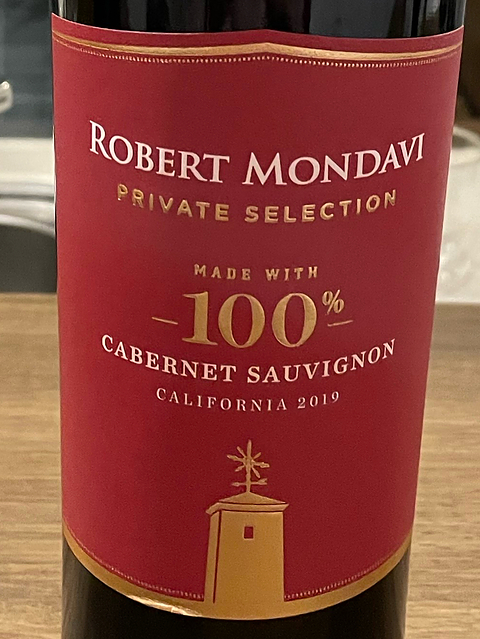 ROBERT MONDAVI
PRIVATE SELECTION
MADE WITH
–100%–
CABERNET SAUVIGNON
CALIFORNIA 2019